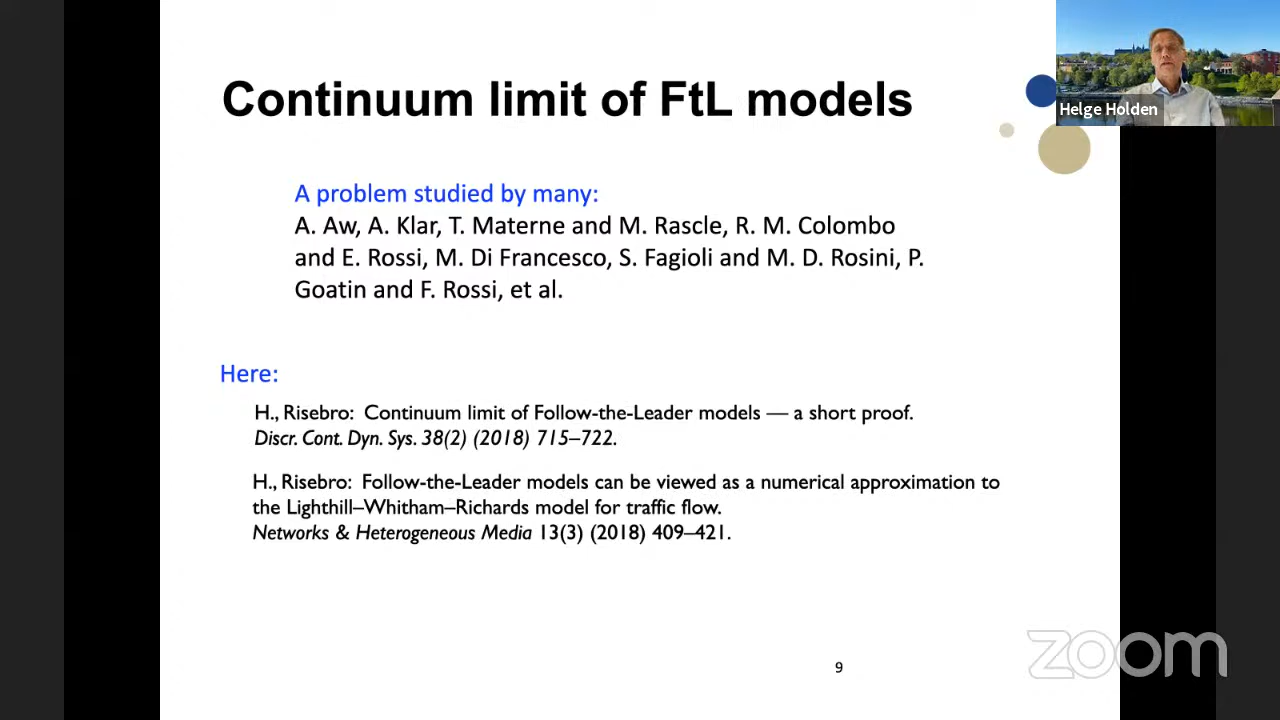 Continuum limit of FtL models
Helge Holden
A problem studied by many:
A. Aw, A. Klar, T. Materne and M. Rascle, R. M. Colombo
and E. Rossi, M. Di Francesco, S. Fagioli and M. D. Rosini, P.
Goatin and F. Rossi, et al.
Here:
H., Risebro: Continuum limit of Follow-the-Leader models — a short proof.
Discr. Cont. Dyn. Sys. 38(2) (2018) 715–722.
H., Risebro: Follow-the-Leader models can be viewed as a numerical approximation to
the Lighthill–Whitham–Richards model for traffic flow.
Networks & Heterogeneous Media 13(3) (2018) 409–421.
9
zoom